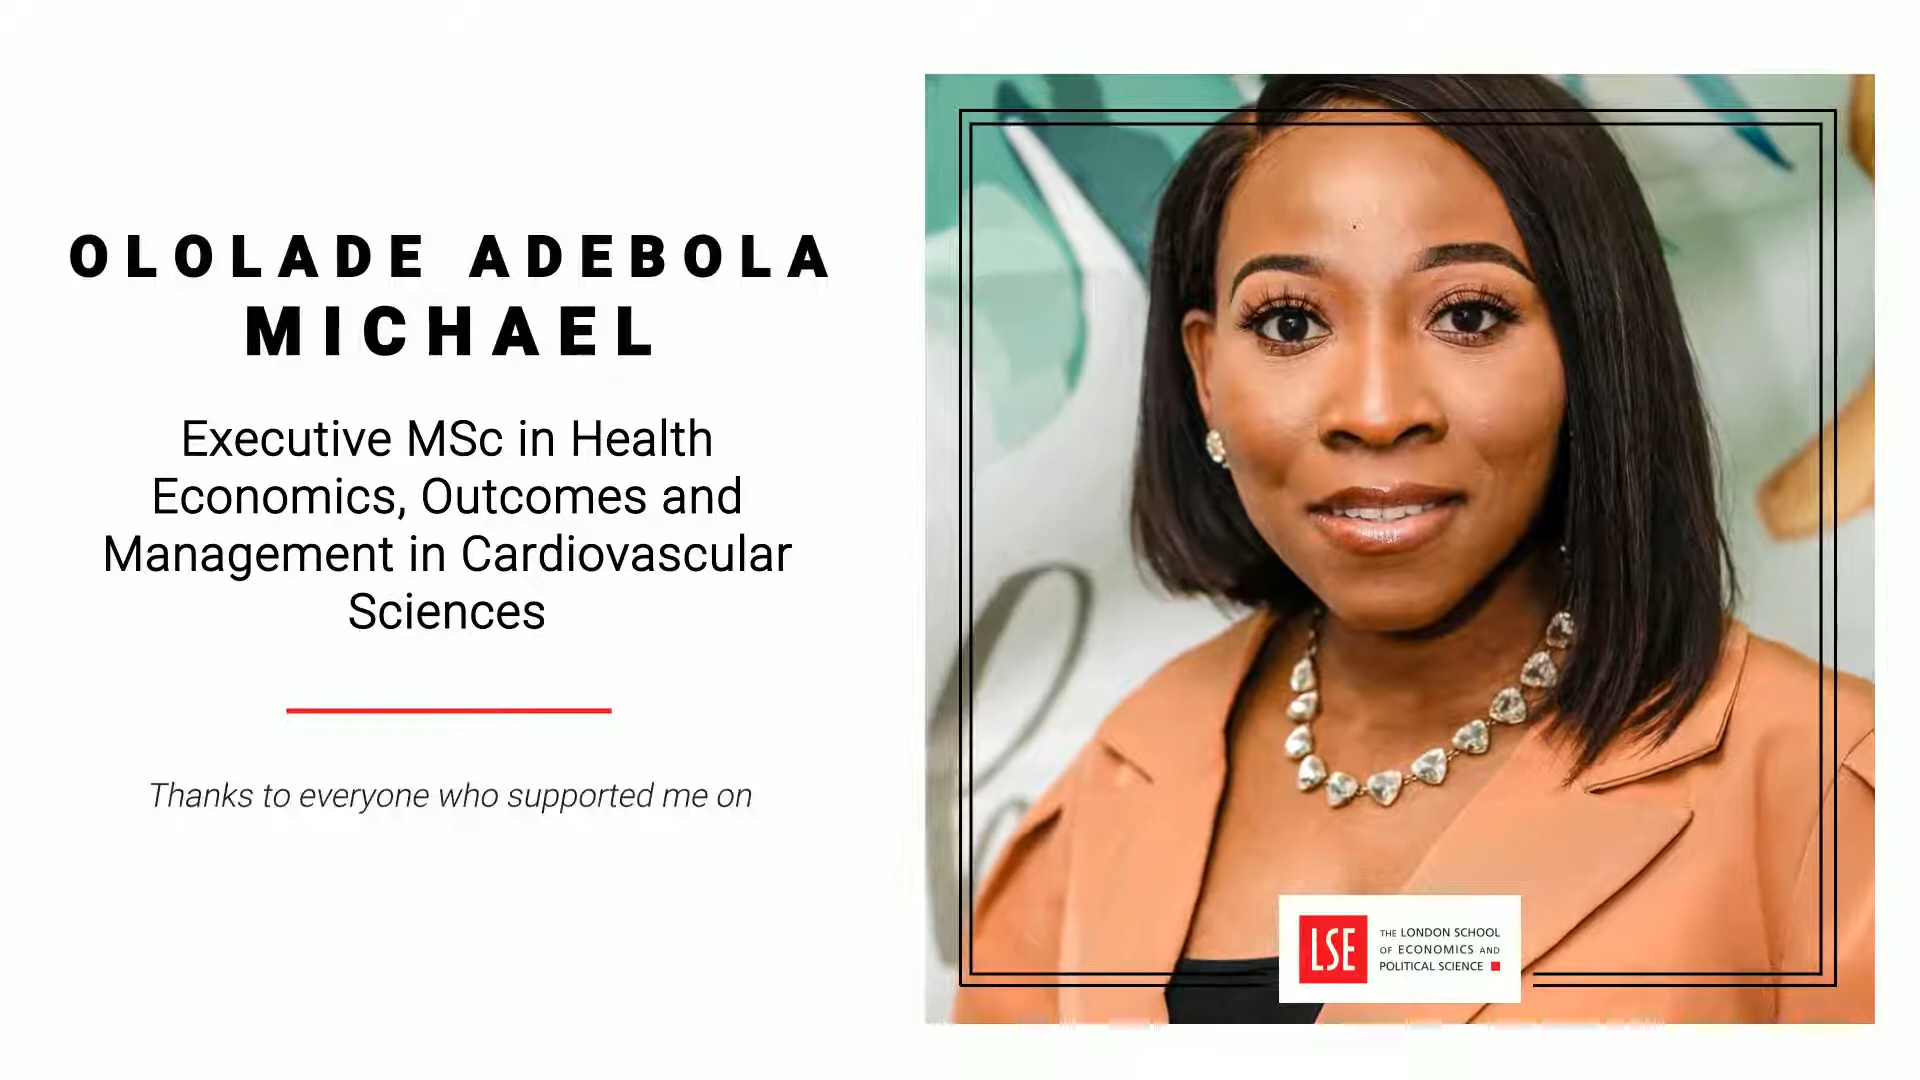 OLOLADE ADEBOLA
MICHAEL
Executive MSc in Health
Economics, Outcomes and
Management in Cardiovascular
Sciences
Thanks to everyone who supported me on
LSE
THE LONDON SCHOOL
OF ECONOMICS AND
POLITICAL SCIENCE